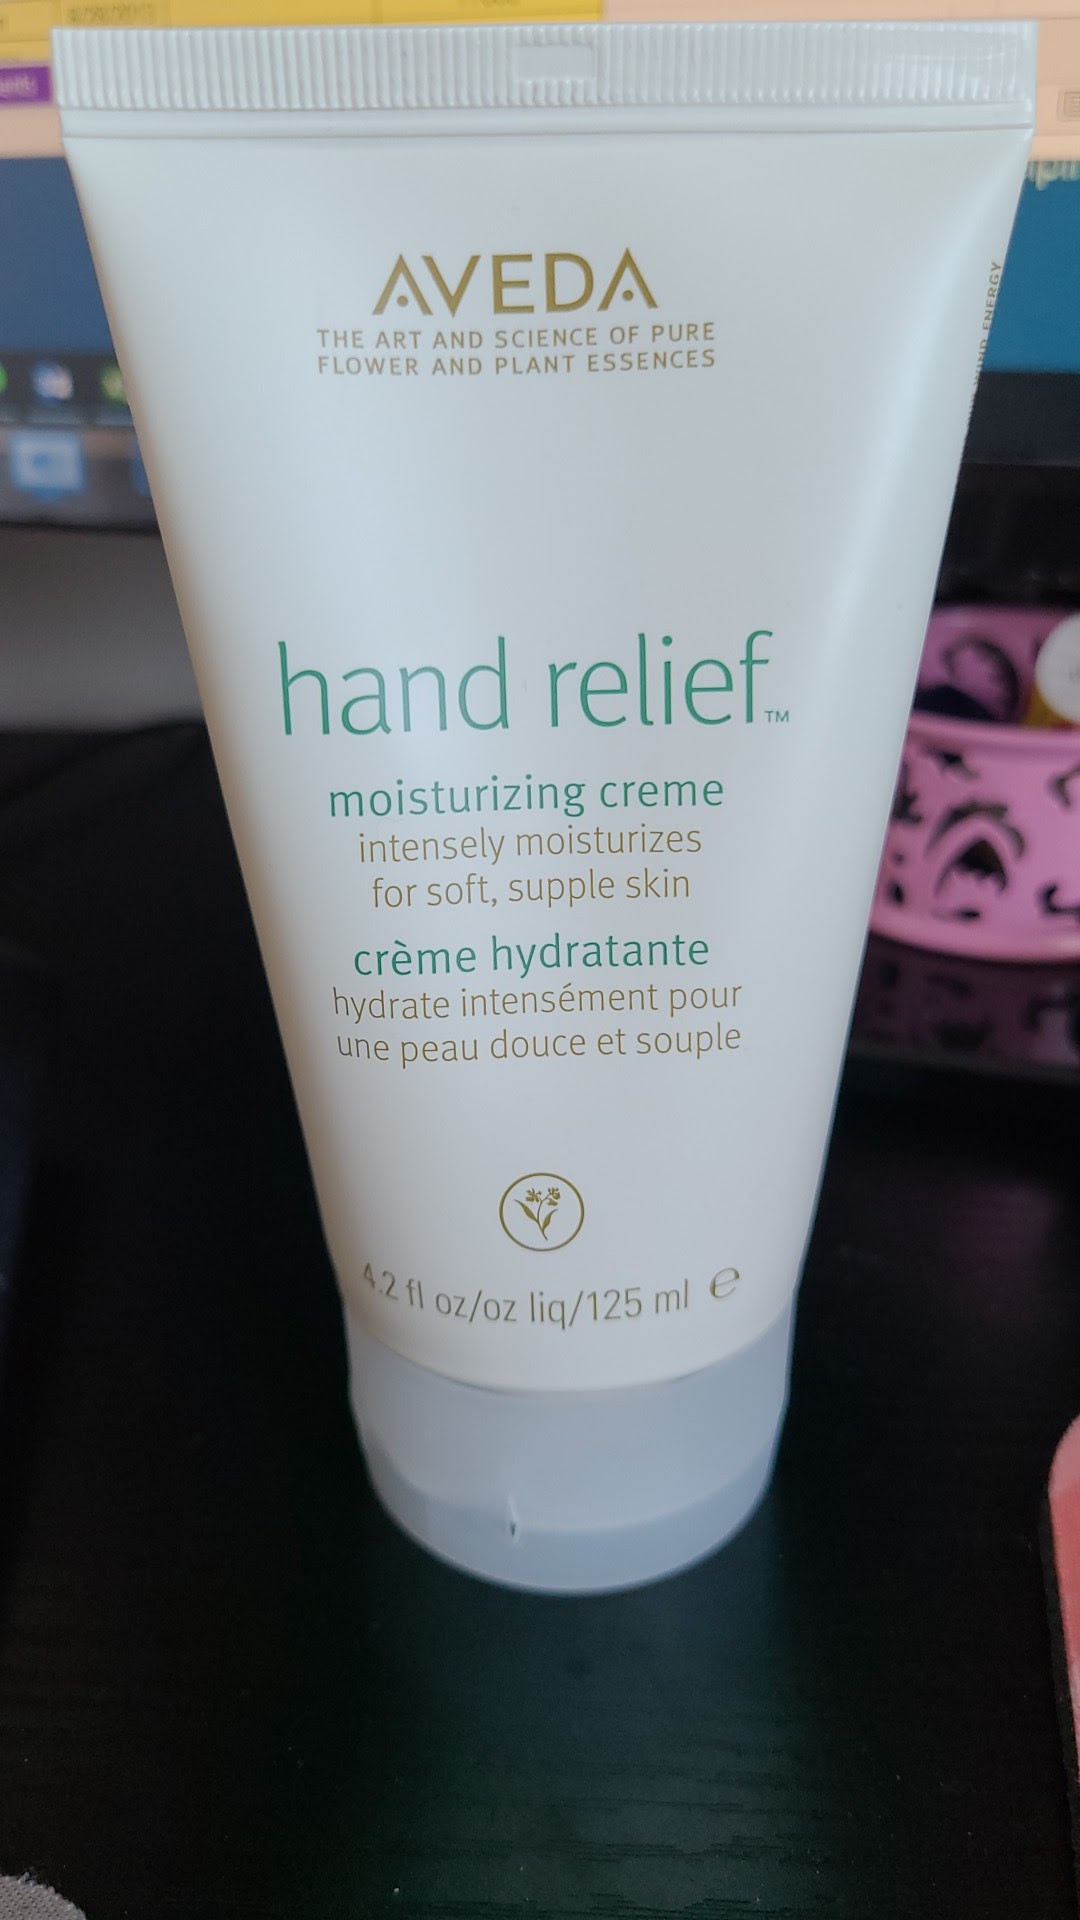 AVEDA
THE ART AND SCIENCE OF PURE
FLOWER AND PLANT ESSENCES
hand relief™
moisturizing creme
intensely moisturizes
for soft, supple skin
crème hydratante
hydrate intensément pour
une peau douce et souple
4.2 fl oz/oz liq/125 ml ℮
WIND ENERGY